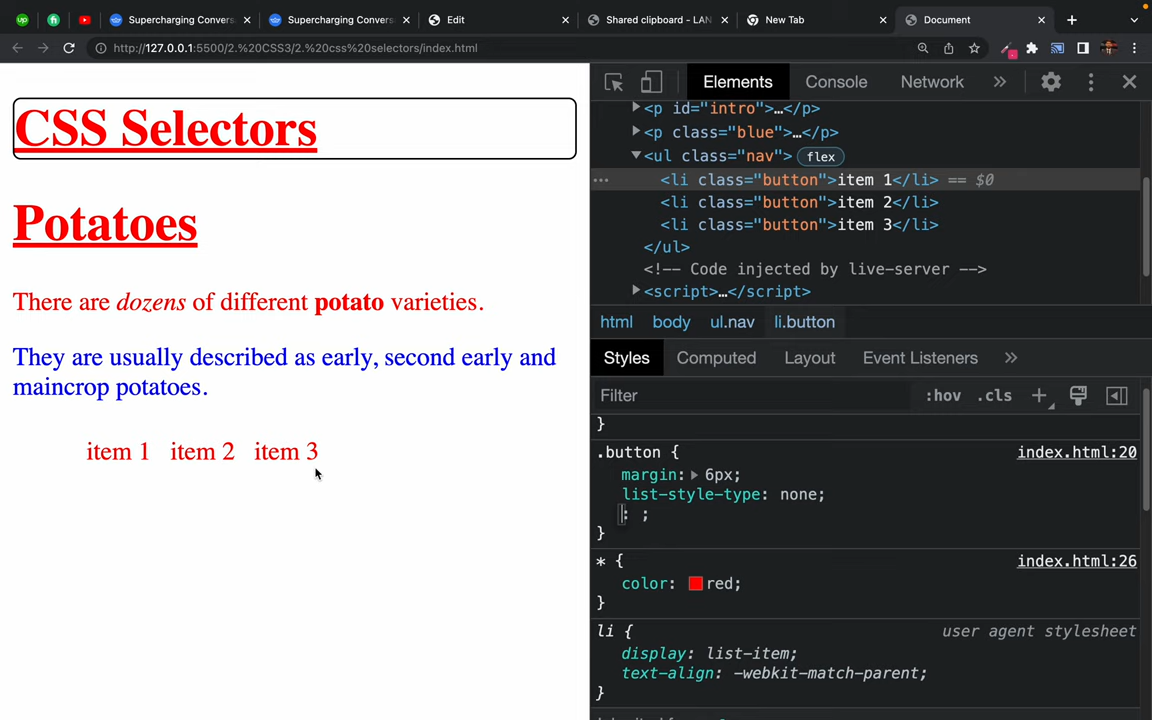 Supercharging Convers
Supercharging Convers
Edit
Shared clipboard - LAN
New Tab
Document
http://127.0.0.1:5500/2.%20CSS3/2.%20css%20selectors/index.html
CSS Selectors
Potatoes
There are dozens of different potato varieties.
They are usually described as early, second early and
maincrop potatoes.
item 1 item 2 item 3
Elements Console Network
<p id="intro">…</p>
<p class="blue">…</p>
<ul class="nav"> flex
<li class="button">item 1</li> == $0
<li class="button">item 2</li>
<li class="button">item 3</li>
</ul>
<!-- Code injected by live-server -->
<script>…</script>
html body ul.nav li.button
Styles Computed Layout Event Listeners
Filter :hov .cls
}
.button { index.html:20
margin: 6px;
list-style-type: none;
: ;
}
* { index.html:26
color: red;
}
li { user agent stylesheet
display: list-item;
text-align: -webkit-match-parent;
}